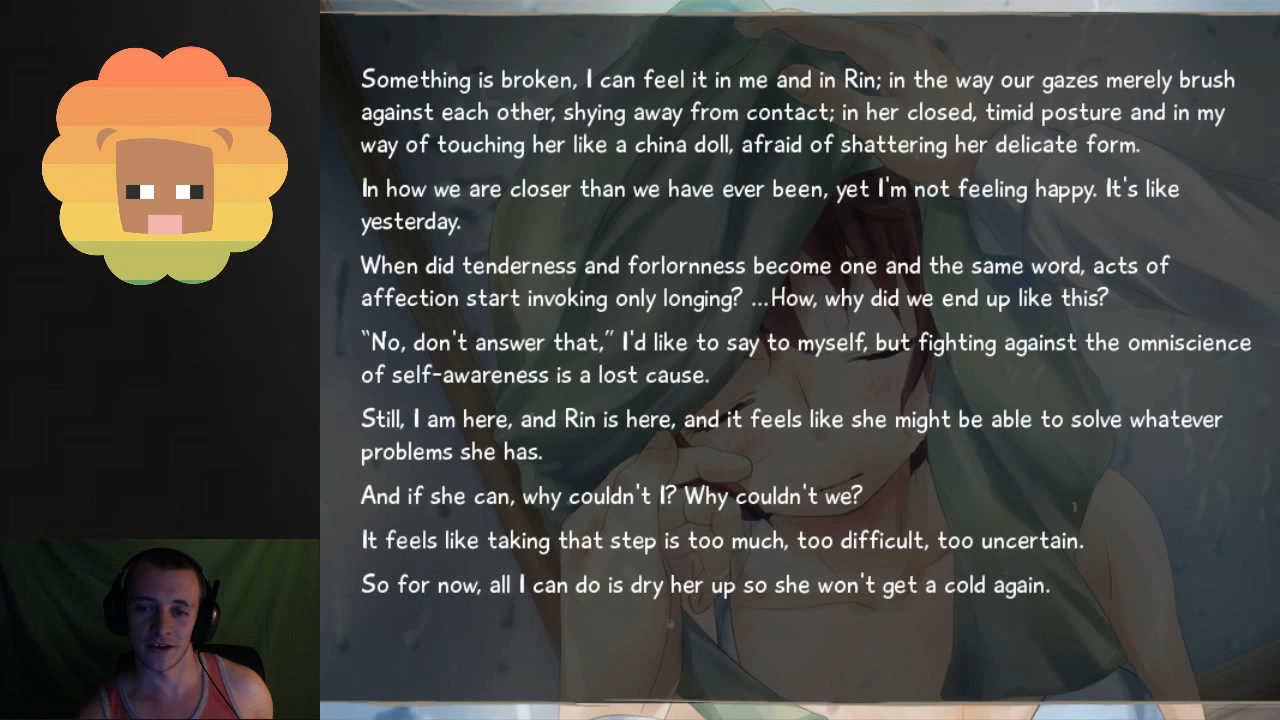 Something is broken, I can feel it in me and in Rin; in the way our gazes merely brush
against each other, shying away from contact; in her closed, timid posture and in my
way of touching her like a china doll, afraid of shattering her delicate form.
In how we are closer than we have ever been, yet I'm not feeling happy. It's like
yesterday.
When did tenderness and forlornness become one and the same word, acts of
affection start invoking only longing? ...How, why did we end up like this?
“No, don't answer that,” I'd like to say to myself, but fighting against the omniscience
of self-awareness is a lost cause.
Still, I am here, and Rin is here, and it feels like she might be able to solve whatever
problems she has.
And if she can, why couldn't I? Why couldn't we?
It feels like taking that step is too much, too difficult, too uncertain.
So for now, all I can do is dry her up so she won't get a cold again.